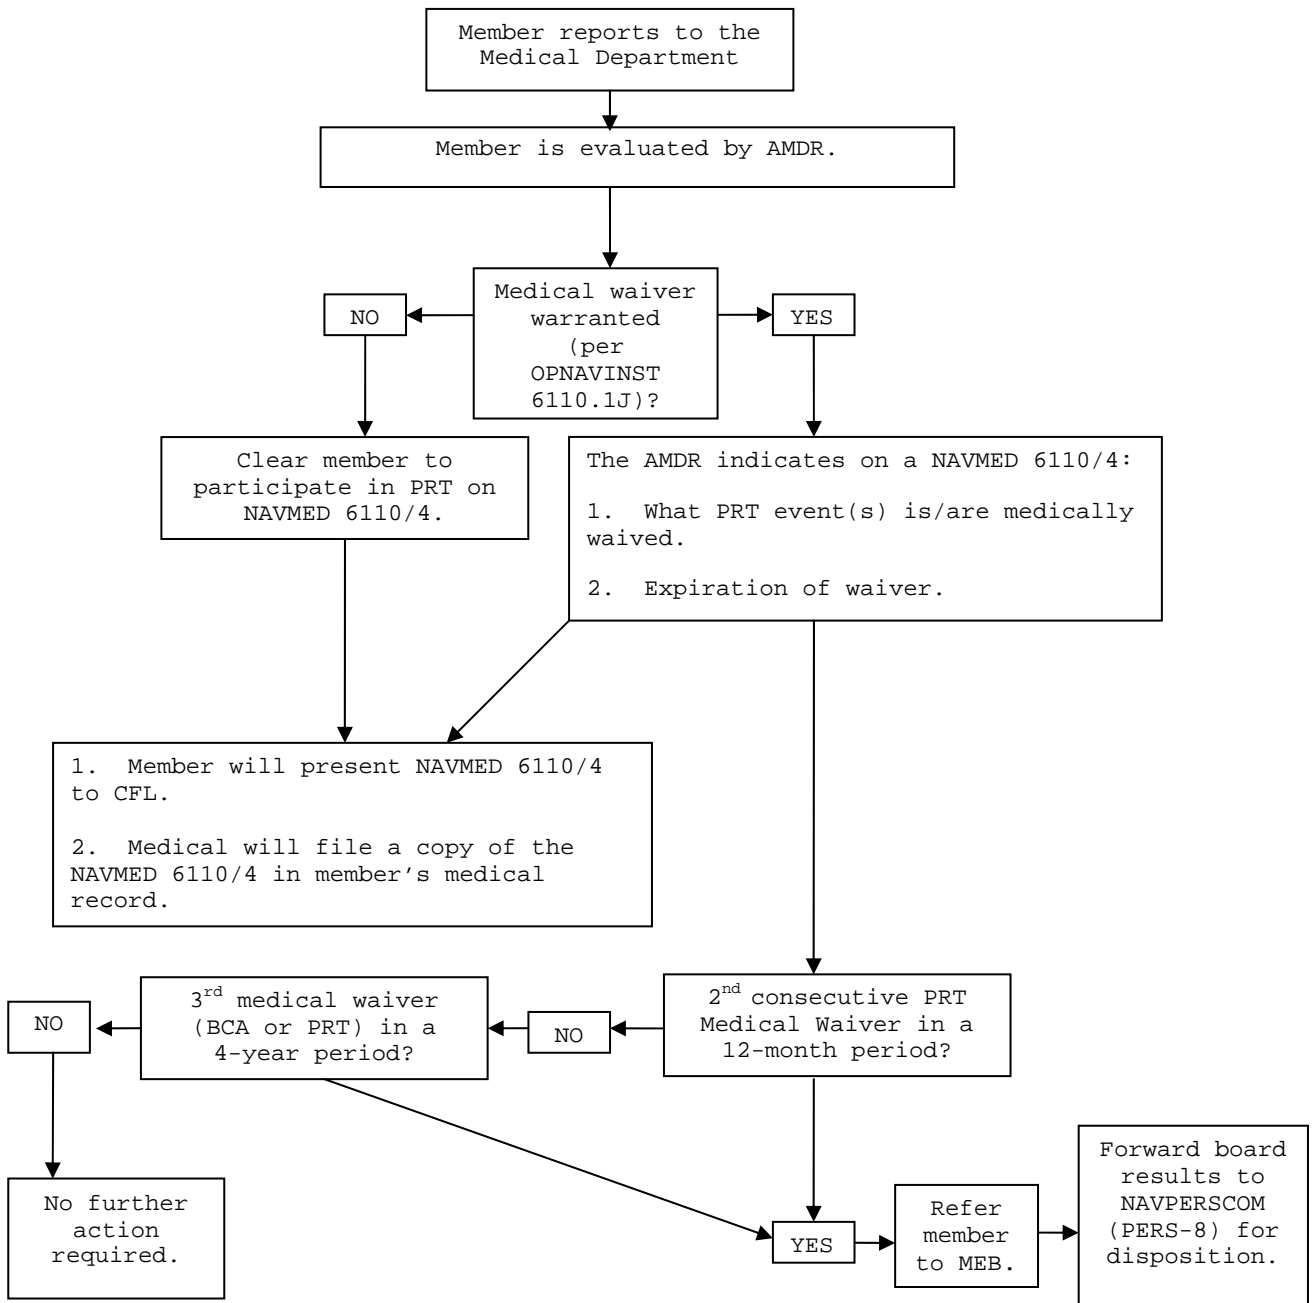 Member reports to the
Medical Department
Member is evaluated by AMDR.
Medical waiver
warranted
(per
OPNAVINST
6110.1J)?
NO
YES
Clear member to
participate in PRT on
NAVMED 6110/4.
The AMDR indicates on a NAVMED 6110/4:
1. What PRT event(s) is/are medically
waived.
2. Expiration of waiver.
1. Member will present NAVMED 6110/4
to CFL.
2. Medical will file a copy of the
NAVMED 6110/4 in member's medical
record.
2nd consecutive PRT
Medical Waiver in a
12-month period?
NO
3rd medical waiver
(BCA or PRT) in a
4-year period?
NO
No further
action
required.
YES
Refer
member
to MEB.
Forward board
results to
NAVPERSCOM
(PERS-8) for
disposition.